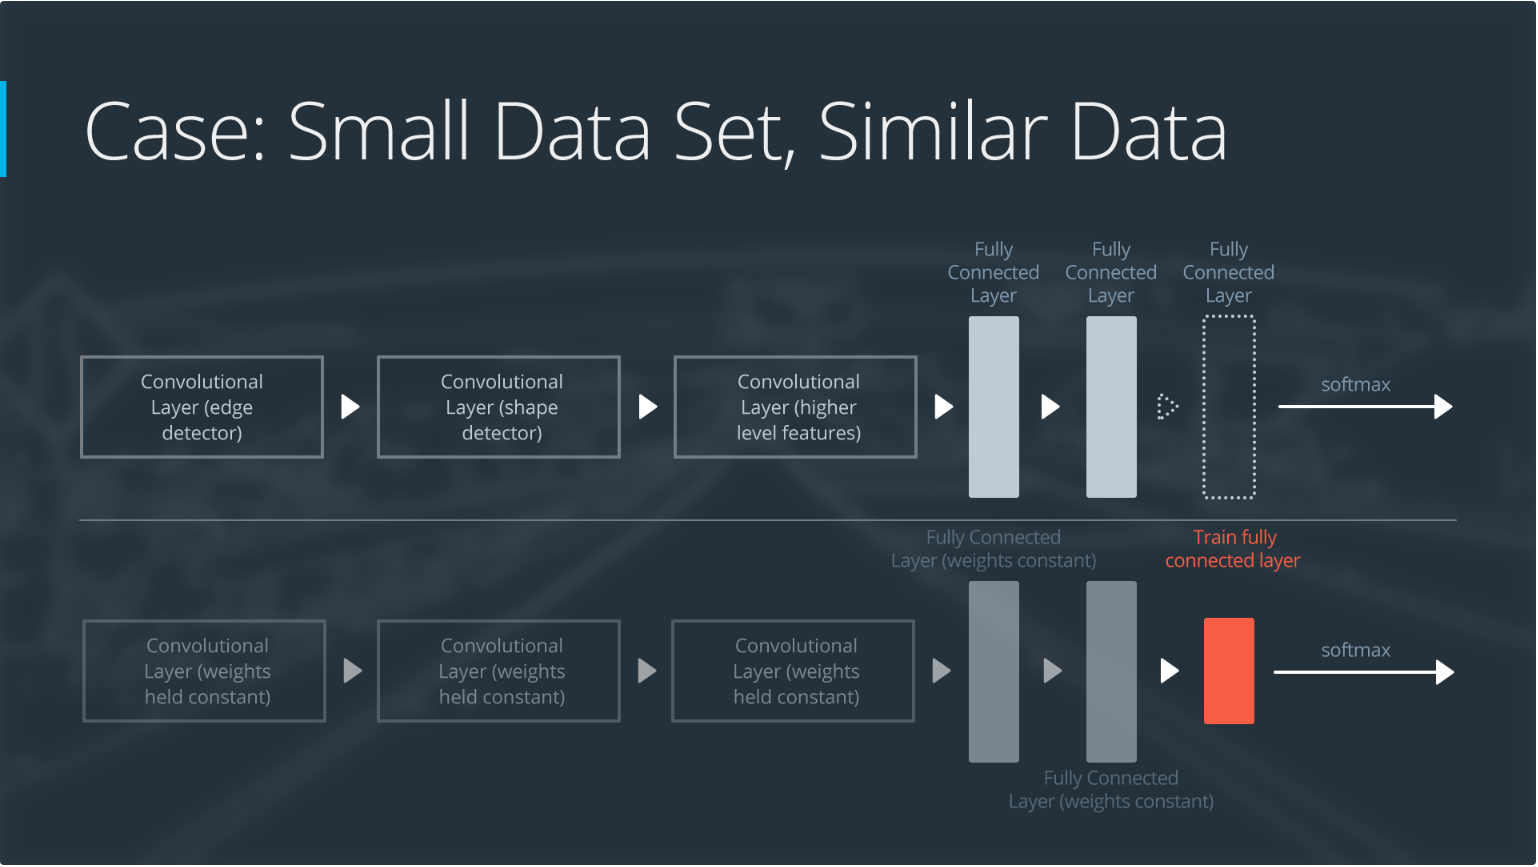 Case: Small Data Set, Similar Data
Fully
Connected
Layer
Fully
Connected
Layer
Fully
Connected
Layer
Convolutional
Layer (edge
detector)
Convolutional
Layer (shape
detector)
Convolutional
Layer (higher
level features)
softmax
Fully Connected
Layer (weights constant)
Train fully
connected layer
Convolutional
Layer (weights
held constant)
Convolutional
Layer (weights
held constant)
Convolutional
Layer (weights
held constant)
softmax
Fully Connected
Layer (weights constant)